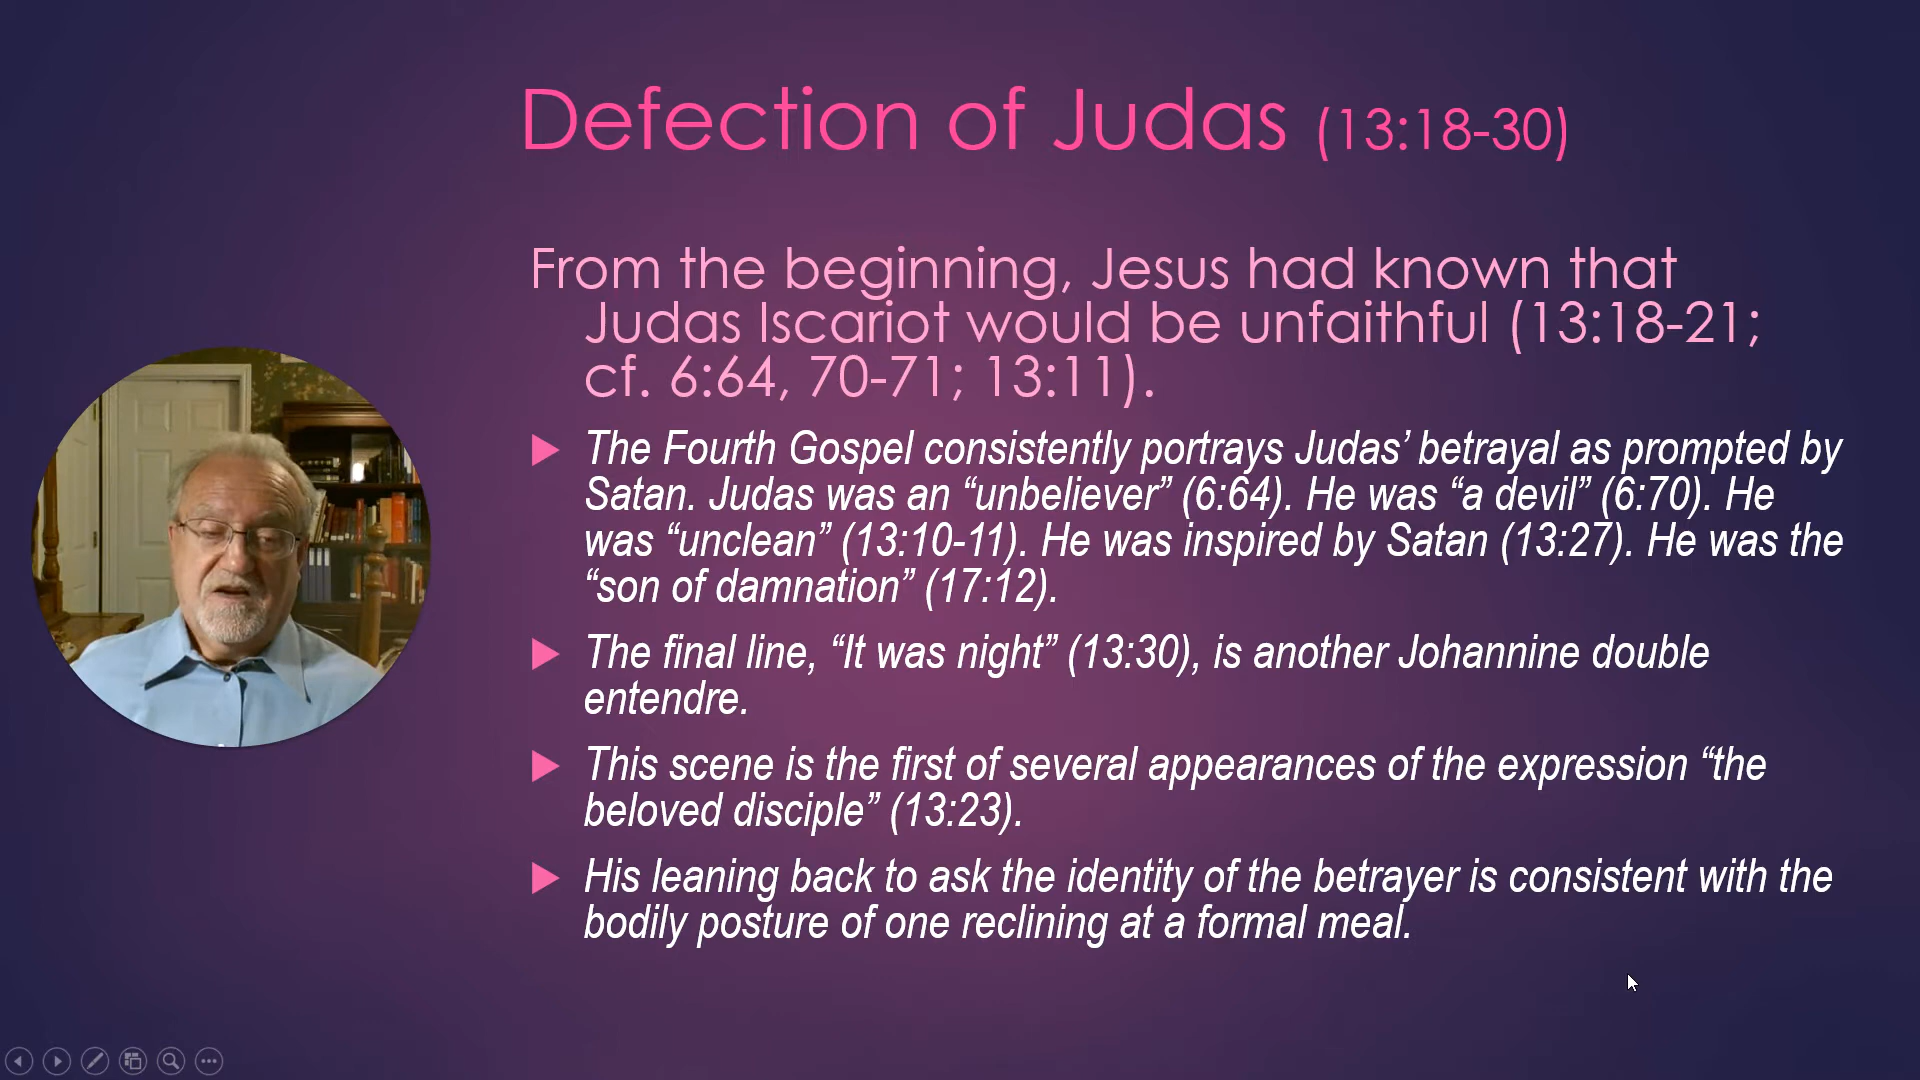 Defection of Judas (13:18-30)
From the beginning, Jesus had known that
Judas Iscariot would be unfaithful (13:18-21;
cf. 6:64, 70-71; 13:11).
The Fourth Gospel consistently portrays Judas’ betrayal as prompted by
Satan. Judas was an “unbeliever” (6:64). He was “a devil” (6:70). He
was “unclean” (13:10-11). He was inspired by Satan (13:27). He was the
“son of damnation” (17:12).
The final line, “It was night” (13:30), is another Johannine double
entendre.
This scene is the first of several appearances of the expression “the
beloved disciple” (13:23).
His leaning back to ask the identity of the betrayer is consistent with the
bodily posture of one reclining at a formal meal.